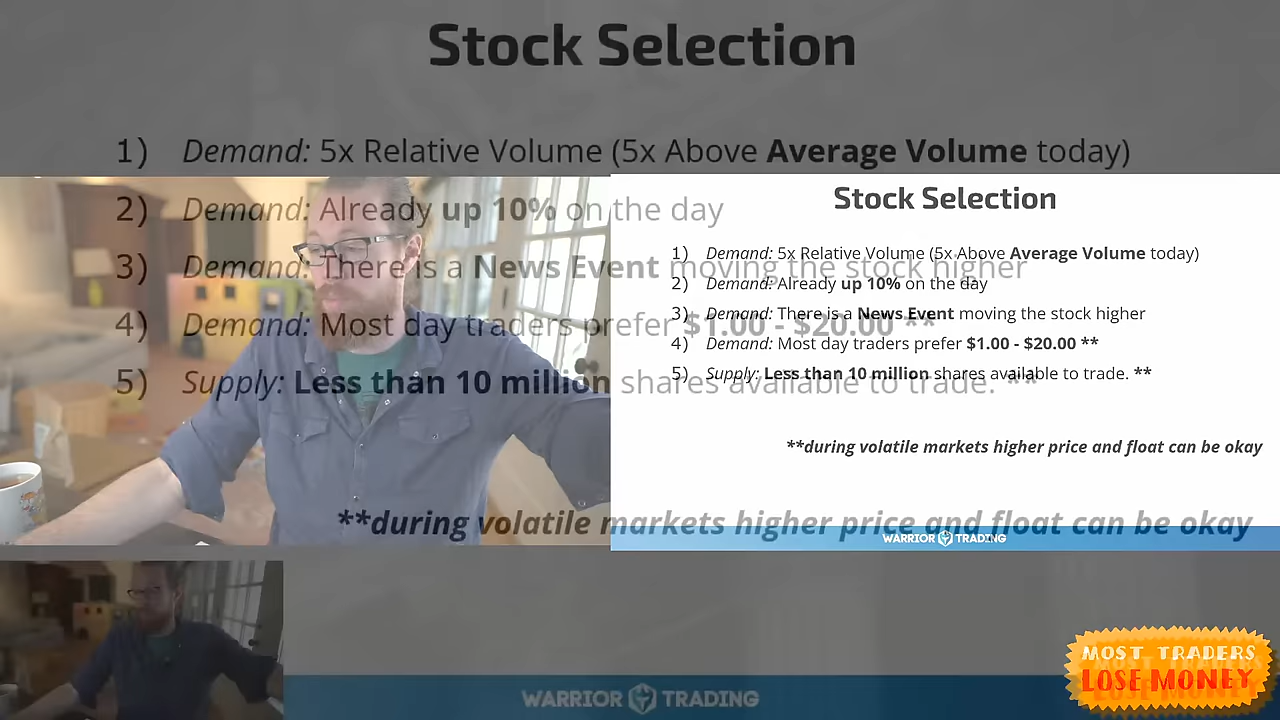 Stock Selection
1) Demand: 5x Relative Volume (5x Above Average Volume today)
2) Demand: Already up 10% on the day
3) Demand: There is a News Event moving the stock higher
4) Demand: Most day traders prefer $1.00 - $20.00 **
5) Supply: Less than 10 million shares available to trade. **
**during volatile markets higher price and float can be okay
WARRIOR TRADING
Stock Selection
1) Demand: 5x Relative Volume (5x Above Average Volume today)
2) Demand: Already up 10% on the day
3) Demand: There is a News Event moving the stock higher
4) Demand: Most day traders prefer $1.00 - $20.00 **
5) Supply: Less than 10 million shares available to trade. **
**during volatile markets higher price and float can be okay
WARRIOR TRADING
MOST TRADERS
LOSE MONEY